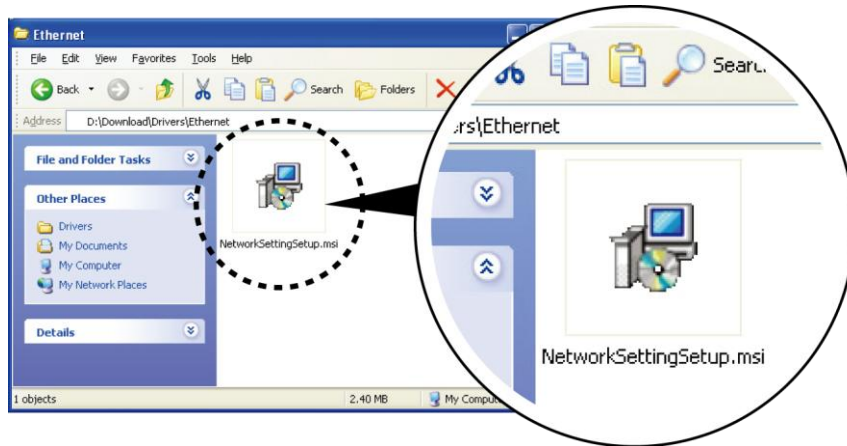 Ethernet
File Edit View Favorites Tools Help
Back Search Folders
Address D:\Download\Drivers\Ethernet
File and Folder Tasks
Other Places
Drivers
My Documents
My Computer
My Network Places
Details
NetworkSettingSetup.msi
1 objects 2.40 MB My Comput
Searc
ers\Ethernet
NetworkSettingSetup.msi